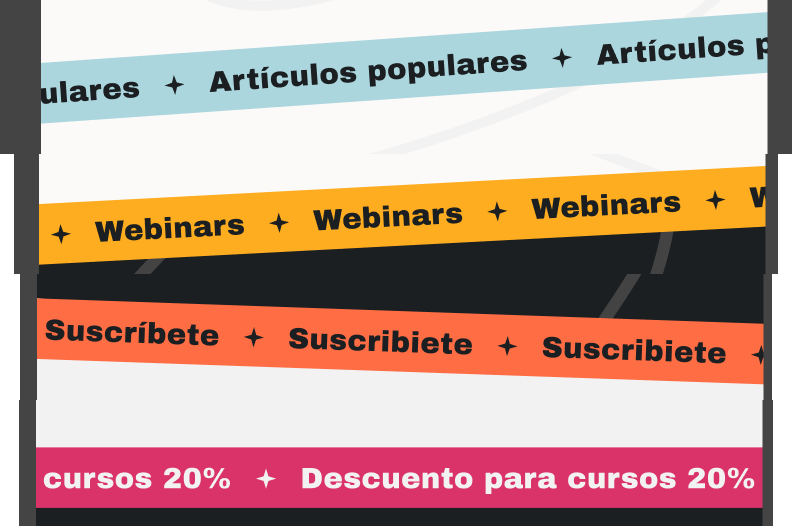 ulares ✦ Artículos populares ✦ Artículos p
✦ Webinars ✦ Webinars ✦ Webinars ✦ W
Suscríbete ✦ Suscribiete ✦ Suscribiete ✦
cursos 20% ✦ Descuento para cursos 20%